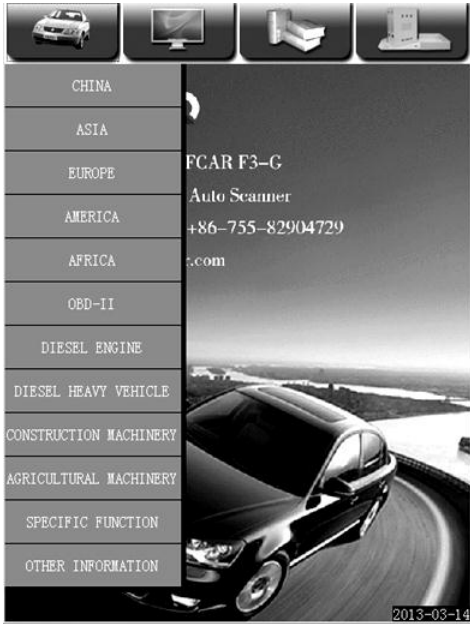 CHINA
ASIA
EUROPE
AMERICA
AFRICA
OBD-II
DIESEL ENGINE
DIESEL HEAVY VEHICLE
CONSTRUCTION MACHINERY
AGRICULTURAL MACHINERY
SPECIFIC FUNCTION
OTHER INFORMATION
FCAR F3-G
Auto Scanner
+86-755-82904729
r.com
2013-03-14